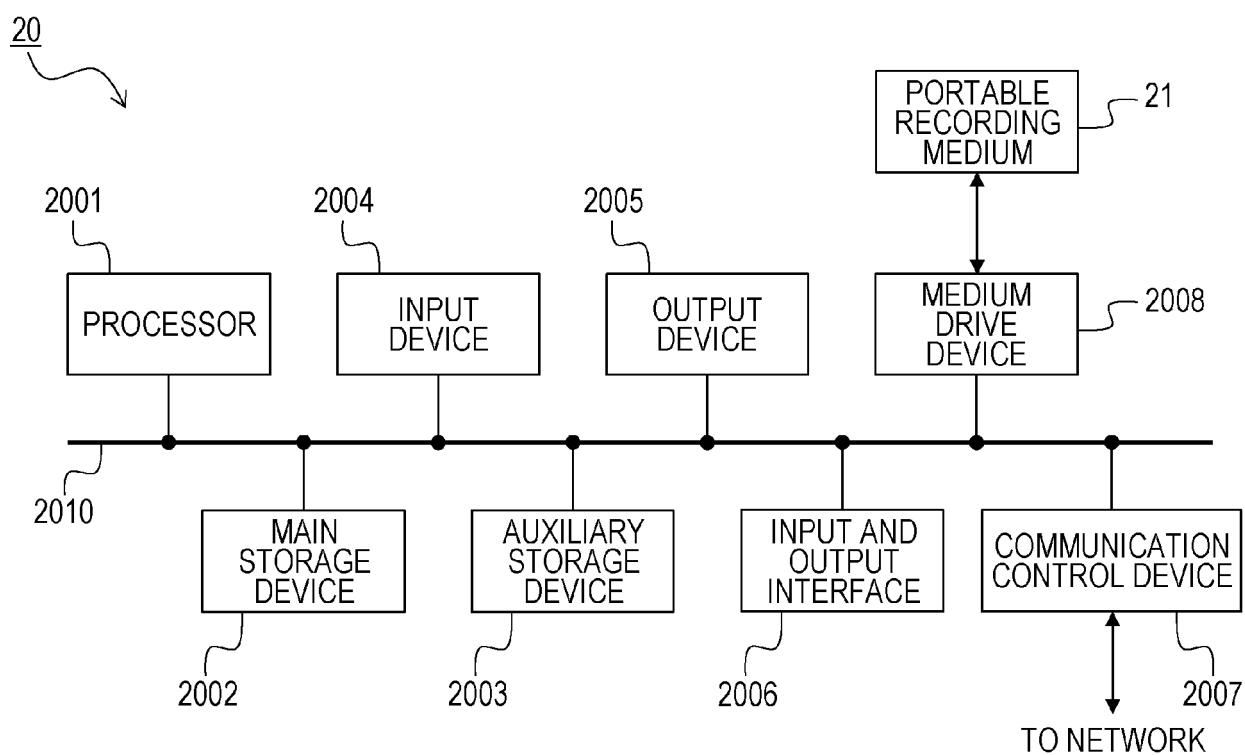 20
PORTABLE
RECORDING
MEDIUM
21
2001
2004
2005
PROCESSOR
INPUT
DEVICE
OUTPUT
DEVICE
MEDIUM
DRIVE
DEVICE
2008
2010
MAIN
STORAGE
DEVICE
AUXILIARY
STORAGE
DEVICE
INPUT AND
OUTPUT
INTERFACE
COMMUNICATION
CONTROL DEVICE
2002
2003
2006
2007
TO NETWORK